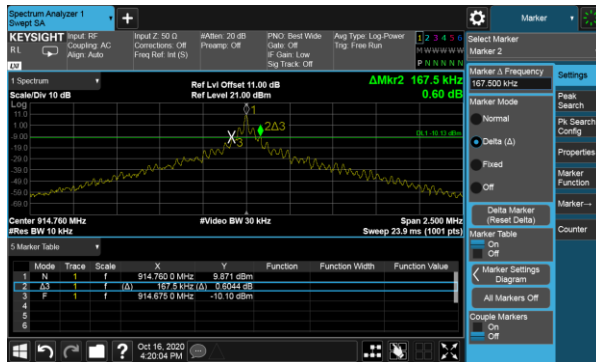 Spectrum Analyzer 1
Swept SA
Marker
KEYSIGHT
RL
Input: RF
Coupling: AC
Align: Auto
Input Z: 50 Ω
Corrections: Off
Freq Ref: Int (S)
#Atten: 20 dB
Preamp: Off
PNO: Best Wide
Gate: Off
IF Gain: Low
Sig Track: Off
Avg Type: Log-Power
Trig: Free Run
1 2 3 4 5 6
M W W W W W
P N N N N N
Select Marker
Marker 2
1 Spectrum
Scale/Div 10 dB
Ref Lvl Offset 11.00 dB
Ref Level 21.00 dBm
ΔMkr2 167.5 kHz
0.60 dB
Log
11.0
1.00
-9.00
-19.0
-29.0
-39.0
-49.0
-59.0
-69.0
1
2Δ3
3
DL1 -10.13 dBm
Center 914.760 MHz
#Res BW 10 kHz
#Video BW 30 kHz
Span 2.500 MHz
Sweep 23.9 ms (1001 pts)
5 Marker Table
Mode Trace Scale X Y Function Function Width Function Value
1 N 1 f 914.760 0 MHz 9.871 dBm
2 Δ3 1 f (Δ) 167.5 kHz (Δ) 0.6044 dB
3 F 1 f 914.675 0 MHz -10.10 dBm
4
5
6
Marker Δ Frequency
167.500 kHz
Marker Mode
Normal
Delta (Δ)
Fixed
Off
Delta Marker
(Reset Delta)
Marker Table
On
Off
Marker Settings
Diagram
All Markers Off
Couple Markers
On
Off
Settings
Peak
Search
Pk Search
Config
Properties
Marker
Function
Marker→
Counter
?
Oct 16, 2020
4:20:04 PM